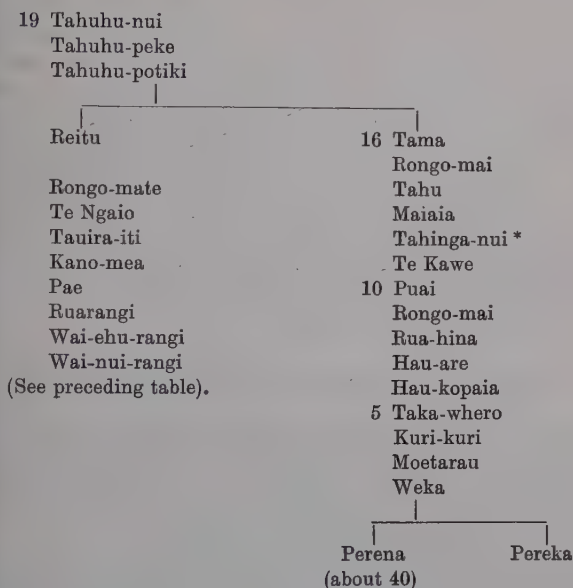 19 Tahuhu-nui
Tahuhu-peke
Tahuhu-potiki
Reitu
Rongo-mate
Te Ngaio
Tauira-iti
Kano-mea
Pae
Ruarangi
Wai-ehu-rangi
Wai-nui-rangi
(See preceding table).
16 Tama
Rongo-mai
Tahu
Maiaia
Tahinga-nui *
Te Kawe
10 Puai
Rongo-mai
Rua-hina
Hau-are
Hau-kopaia
5 Taka-whero
Kuri-kuri
Moetarau
Weka
Perena
(about 40)
Pereka